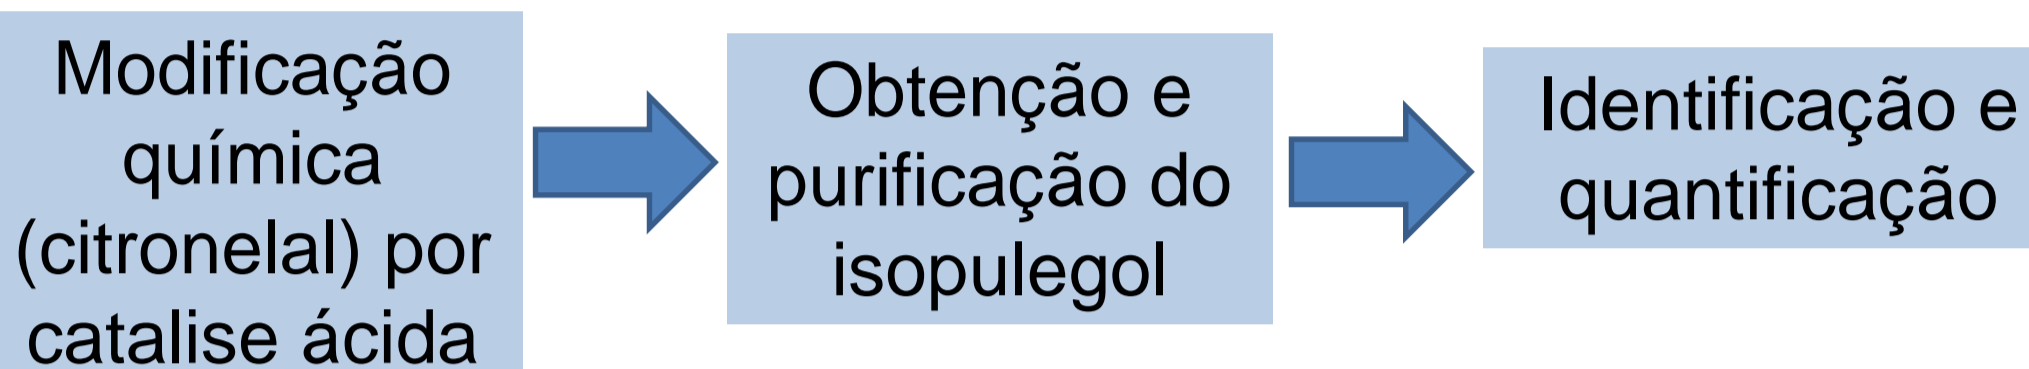 Modificação
química
(citronelal) por
catalise ácida
Obtenção e
purificação do
isopulegol
Identificação e
quantificação